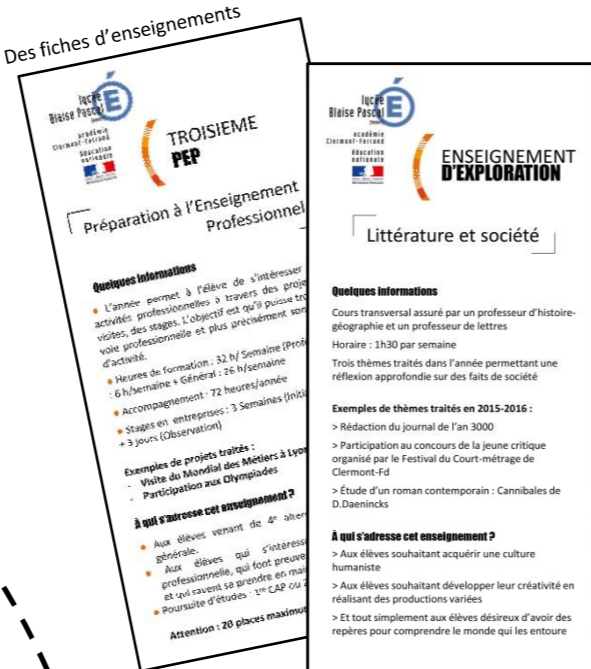 Des fiches d'enseignements
lycée
Blaise Pascal
académie
Clermont-Ferrand
éducation
nationale
TROISIEME
PEP
Préparation à l'Enseignement
Professionnel
Quelques informations
• L'année permet à l'élève de s'intéresser
activités professionnelles à travers des
visites, des stages. L'objectif est qu'il puisse
voie professionnelle et plus précisément son
d'activité.
• Heures de formation : 32 h/ Semaine
: 6 h/semaine + Général : 26 h/semaine
• Accompagnement : 72 heures/année
• Stages en entreprises : 3 Semaines
+ 3 jours (Observation)
Exemples de projets traités :
- Visite du Mondial des Métiers à Lyon
- Participation aux Olympiades
À qui s'adresse cet enseignement ?
• Aux élèves venant de 4e
générale.
• Aux élèves qui
professionnelle, qui font preuve
et qui savent se prendre en main
• Poursuite d'études : 1re CAP ou 2
Attention : 20 places maximum
lycée
Blaise Pascal
académie
Clermont-Ferrand
éducation
nationale
ENSEIGNEMENT
D'EXPLORATION
Littérature et société
Quelques informations
Cours transversal assuré par un professeur d'histoire-
géographie et un professeur de lettres
Horaire : 1h30 par semaine
Trois thèmes traités dans l'année permettant une
réflexion approfondie sur des faits de société
Exemples de thèmes traités en 2015-2016 :
> Rédaction du journal de l'an 3000
> Participation au concours de la jeune critique
organisé par le Festival du Court-métrage de
Clermont-Fd
> Étude d'un roman contemporain : Cannibales de
D.Daenincks
À qui s'adresse cet enseignement ?
> Aux élèves souhaitant acquérir une culture
humaniste
> Aux élèves souhaitant développer leur créativité en
réalisant des productions variées
> Et tout simplement aux élèves désireux d'avoir des
repères pour comprendre le monde qui les entoure